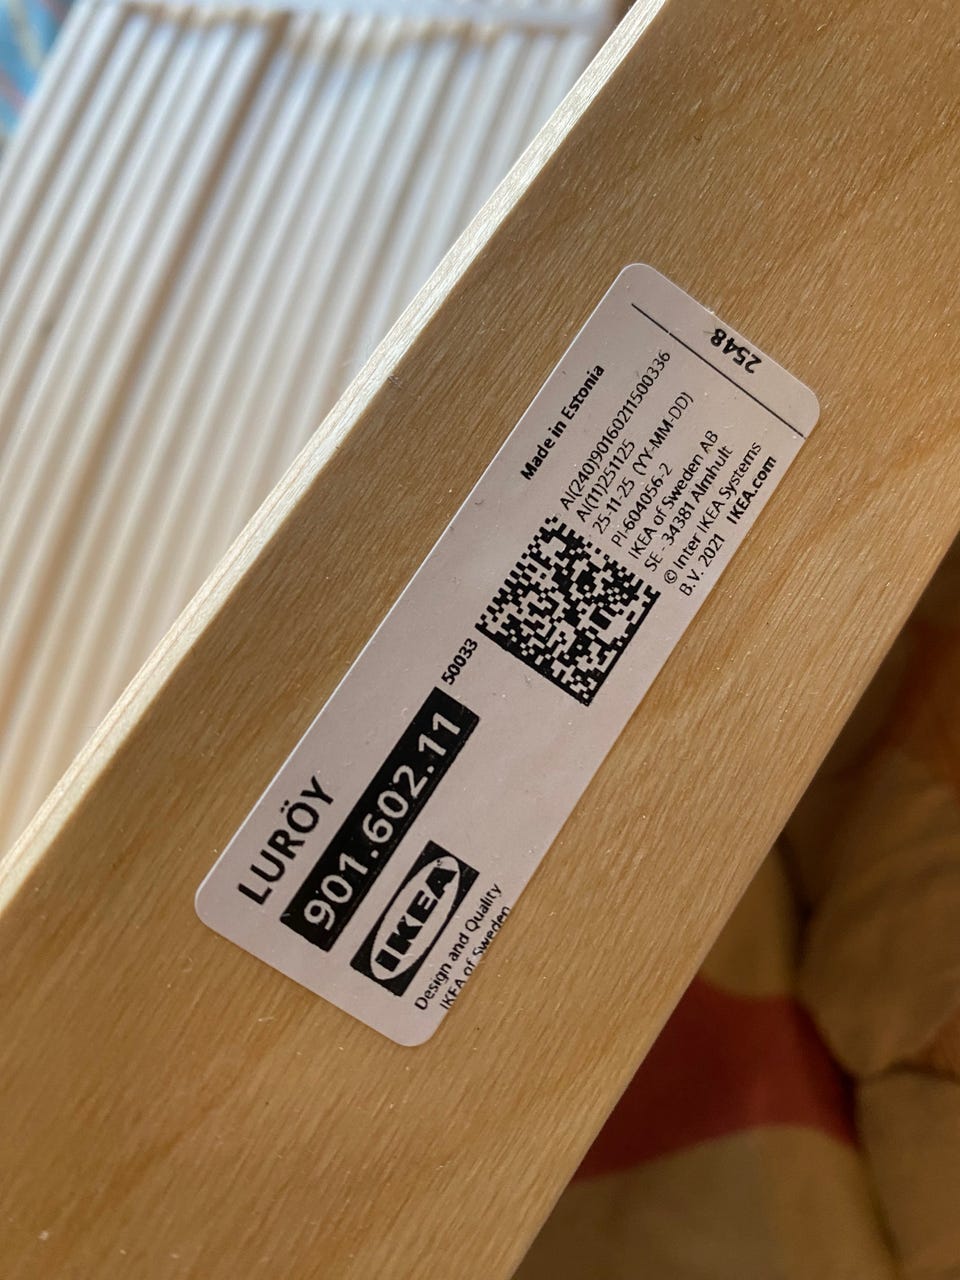 LURÖY
901.602.11
50033
IKEA
Design and Quality
IKEA of Sweden
Made in Estonia
AI(240)90160211500336
AI(11)251125
25-11-25 (YY-MM-DD)
PI-604056-2
IKEA of Sweden AB
SE - 34381 Älmhult
© Inter IKEA Systems
B.V. 2021 IKEA.com
2548